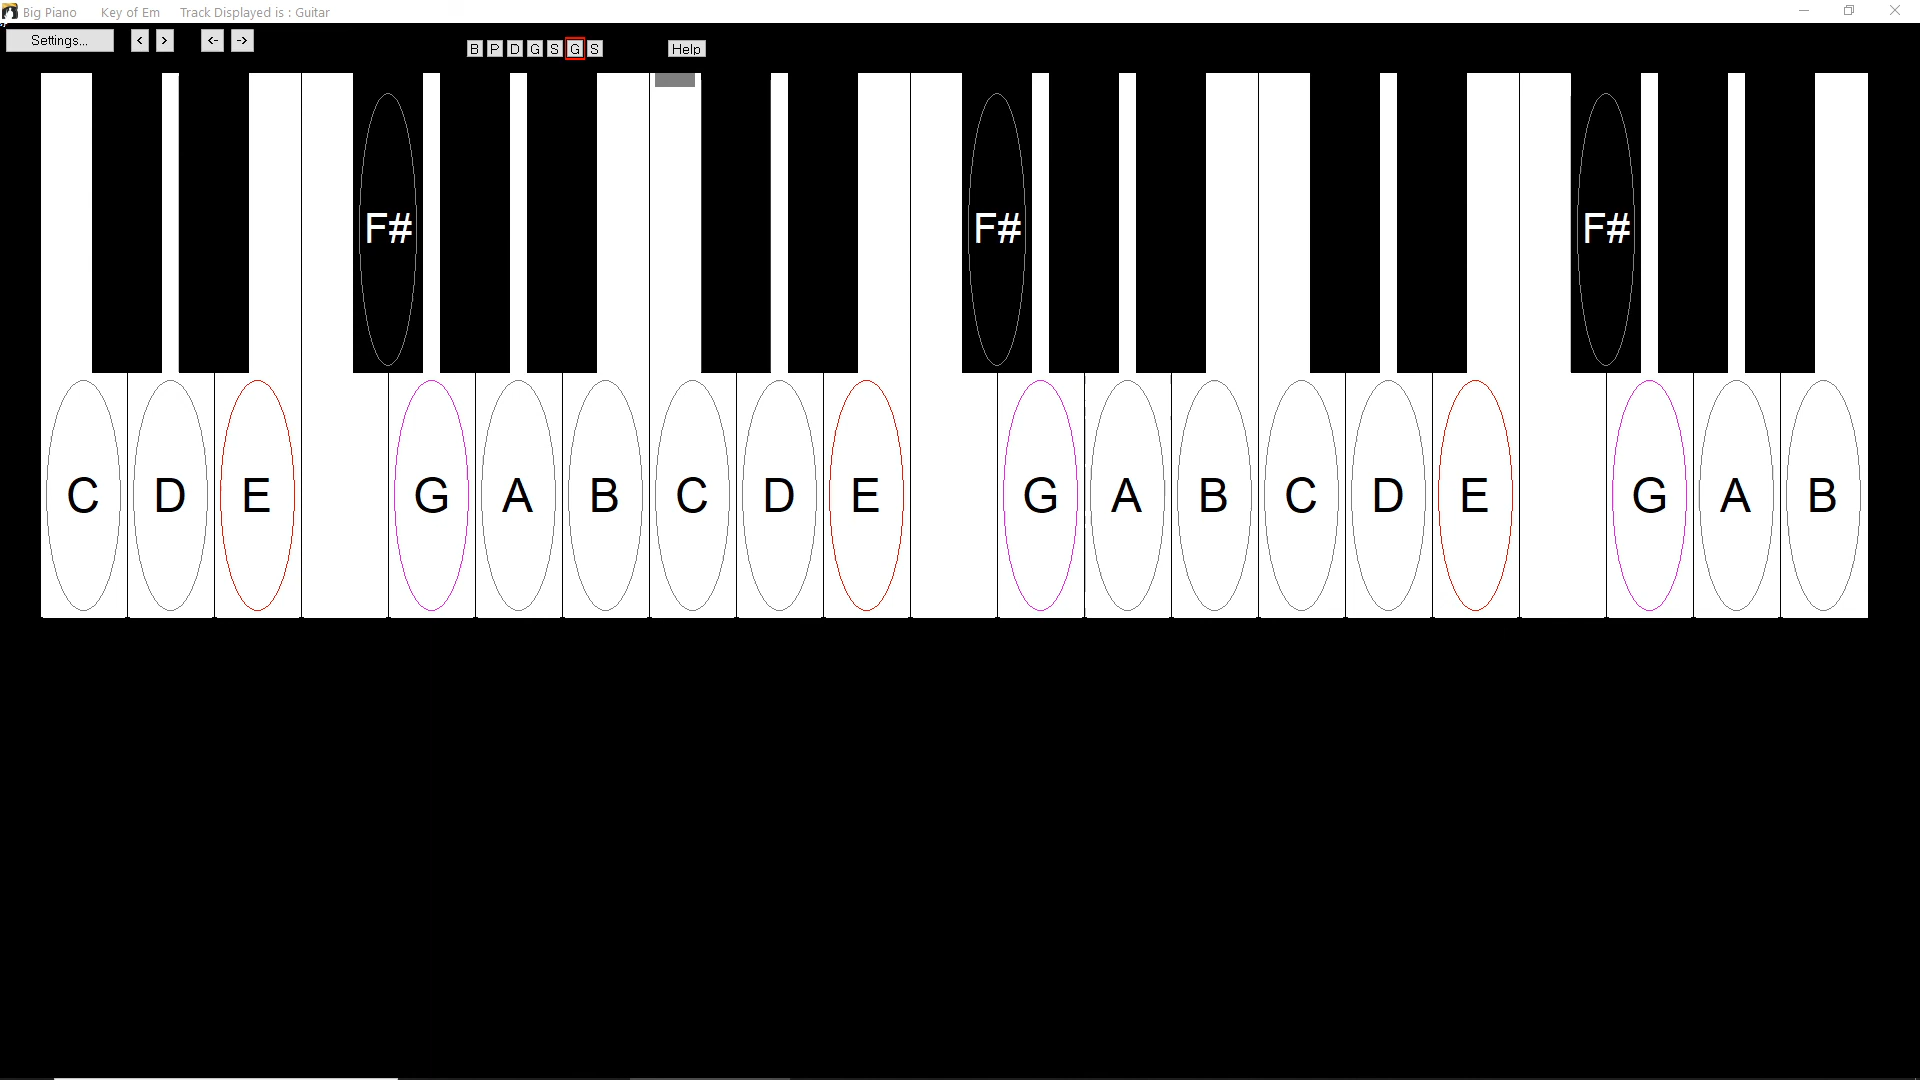 Big Piano Key of Em Track Displayed is : Guitar
Settings... < > <- -> B P D G S G S Help
F# F# F#
C D E G A B C D E G A B C D E G A B